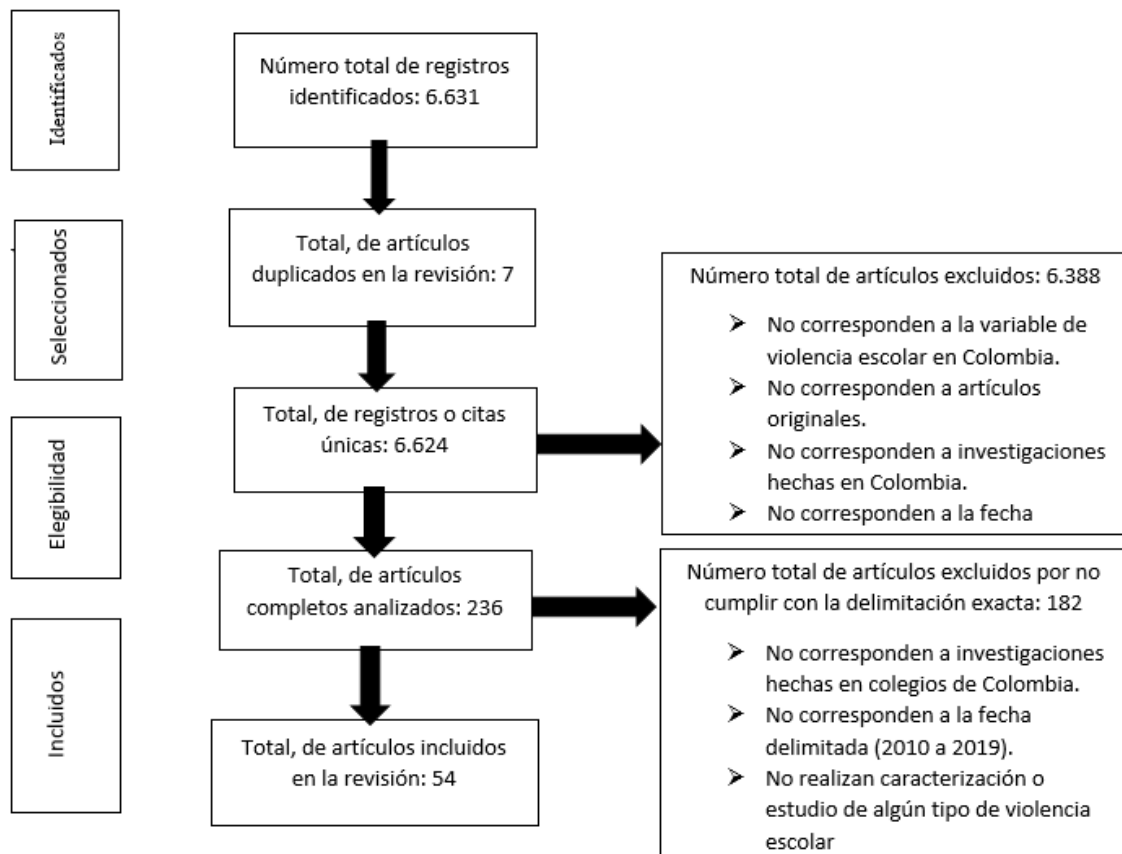 Identificados
Número total de registros
identificados: 6.631
Seleccionados
Total, de artículos
duplicados en la revisión: 7
Número total de artículos excluidos: 6.388
➢ No corresponden a la variable de
violencia escolar en Colombia.
➢ No corresponden a artículos
originales.
➢ No corresponden a investigaciones
hechas en Colombia.
➢ No corresponden a la fecha
Elegibilidad
Total, de registros o citas
únicas: 6.624
Total, de artículos
completos analizados: 236
Número total de artículos excluidos por no
cumplir con la delimitación exacta: 182
➢ No corresponden a investigaciones
hechas en colegios de Colombia.
➢ No corresponden a la fecha
delimitada (2010 a 2019).
➢ No realizan caracterización o
estudio de algún tipo de violencia
escolar
Incluidos
Total, de artículos incluidos
en la revisión: 54